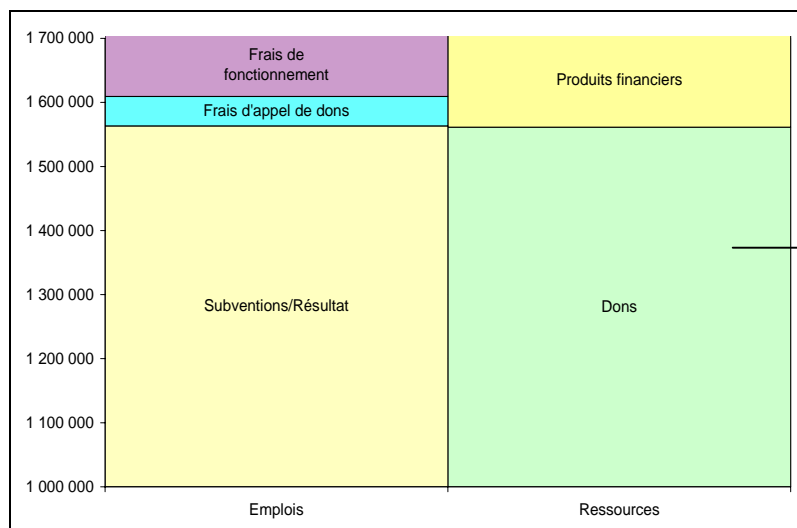 1 700 000
1 600 000
1 500 000
1 400 000
1 300 000
1 200 000
1 100 000
1 000 000
Frais de
fonctionnement
Frais d'appel de dons
Subventions/Résultat
Produits financiers
Dons
Emplois
Ressources